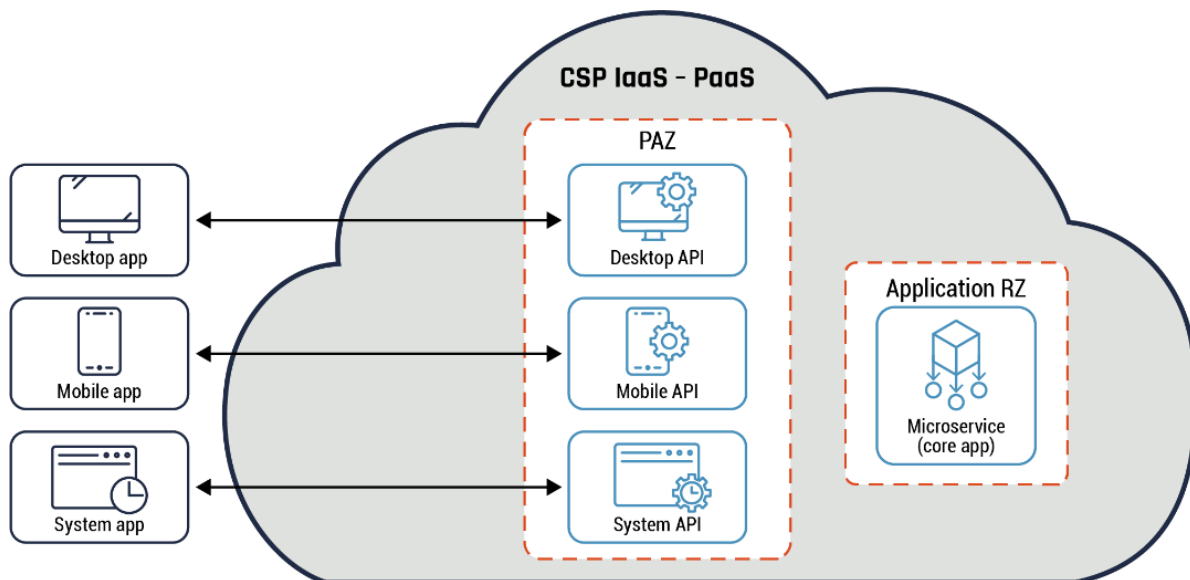 CSP IaaS - PaaS
PAZ
Desktop app
Desktop API
Application RZ
Mobile app
Mobile API
Microservice
(core app)
System app
System API